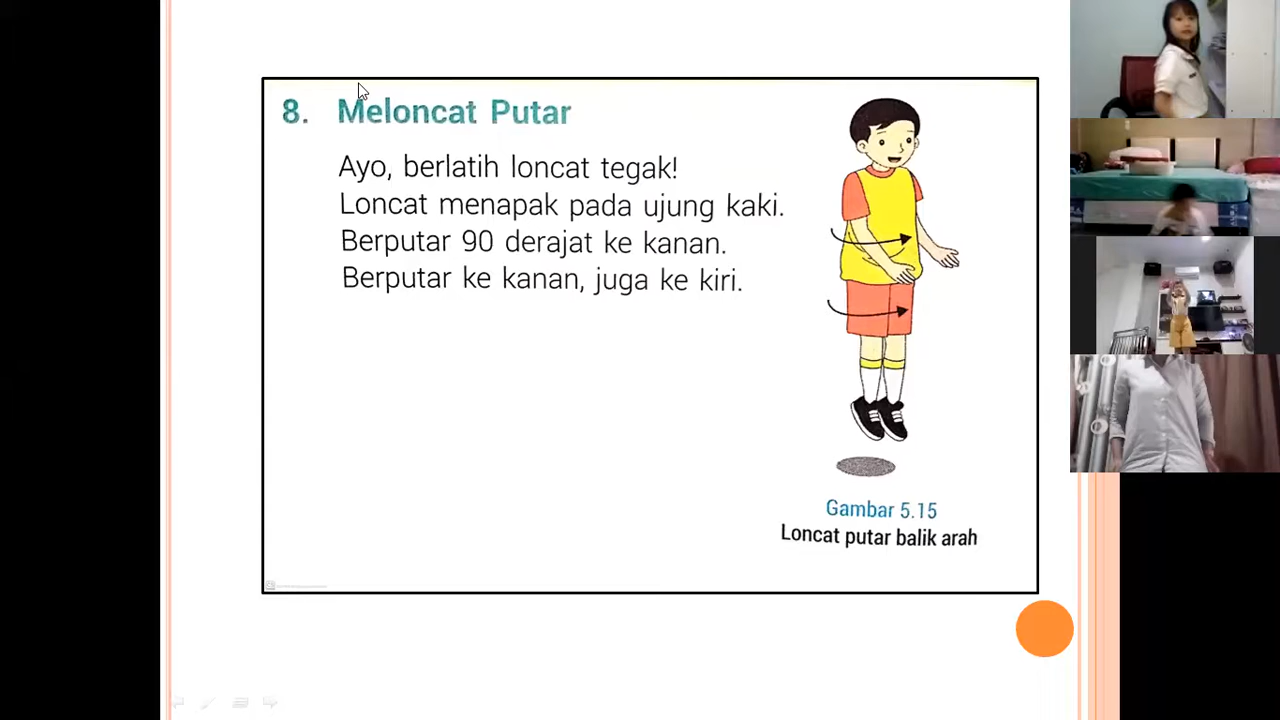 8. Meloncat Putar
Ayo, berlatih loncat tegak!
Loncat menapak pada ujung kaki.
Berputar 90 derajat ke kanan.
Berputar ke kanan, juga ke kiri.
Gambar 5.15
Loncat putar balik arah